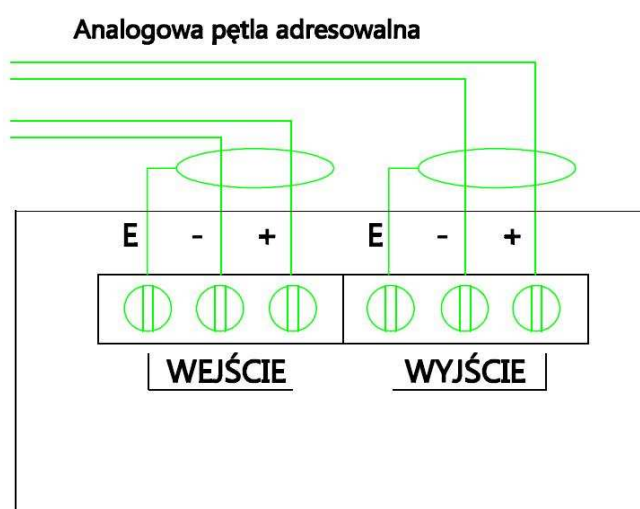 Analogowa pętla adresowalna
E - + E - +
WEJŚCIE WYJŚCIE